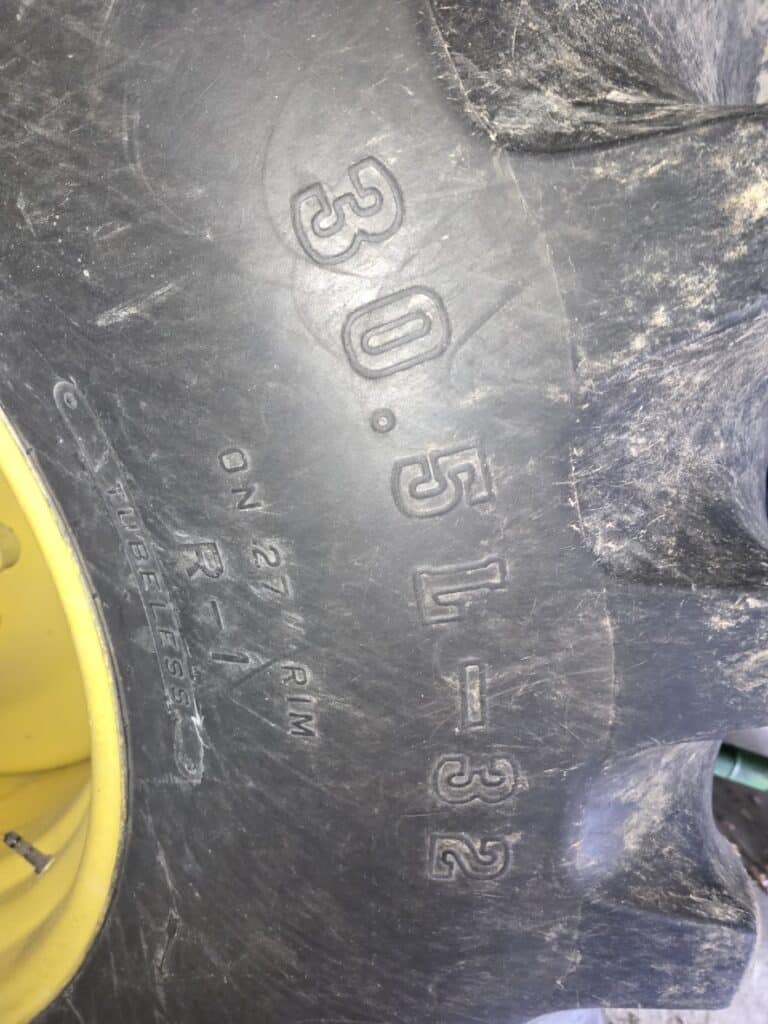 30.5L-32
ON 27" RIM
R-1
TUBELESS